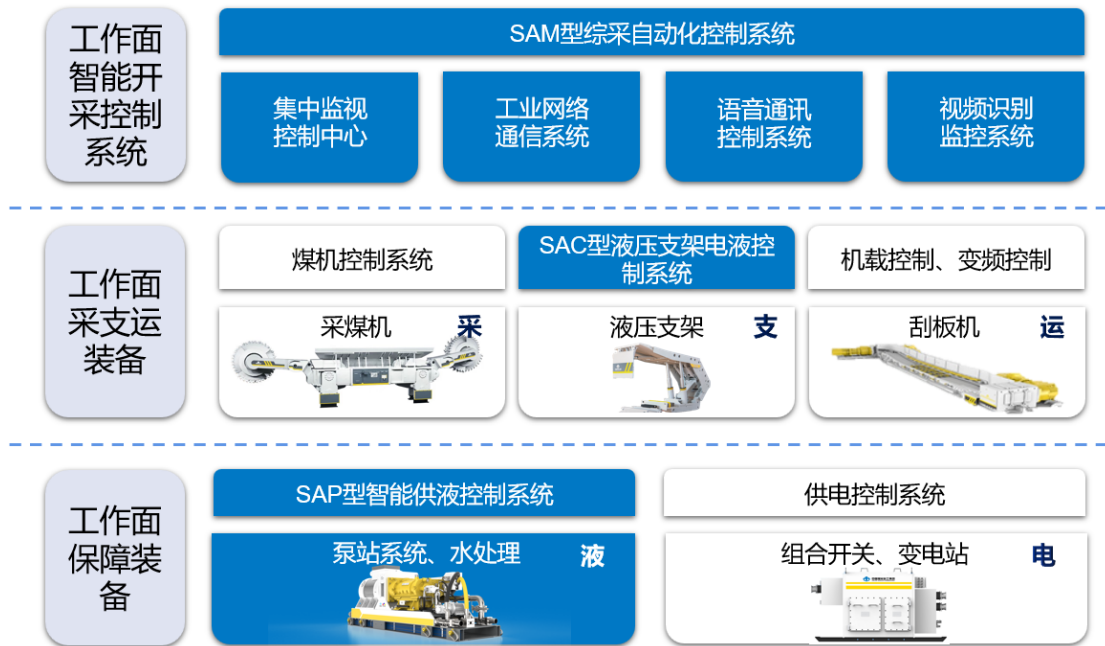 工作面
智能开
采控制
系统
SAM型综采自动化控制系统
集中监视
控制中心
工业网络
通信系统
语音通讯
控制系统
视频识别
监控系统
工作面
采支运
装备
煤机控制系统
SAC型液压支架电液控
制系统
机载控制、变频控制
采煤机
采
液压支架
支
刮板机
运
工作面
保障装
备
SAP型智能供液控制系统
供电控制系统
泵站系统、水处理
液
组合开关、变电站
电